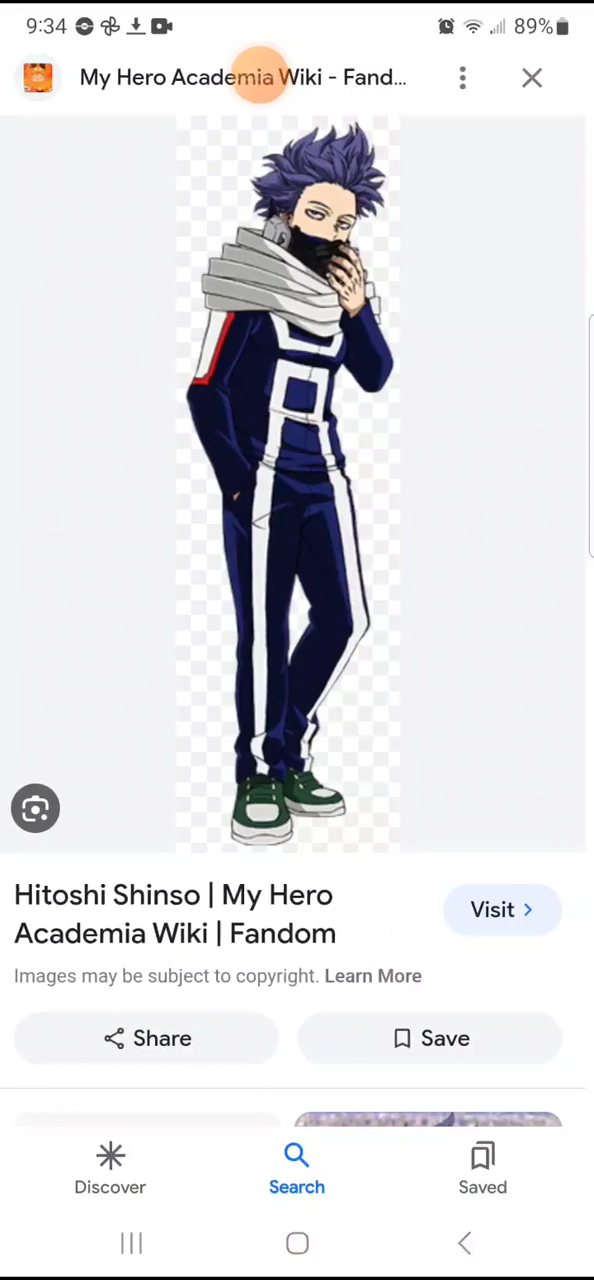 9:34
89%
My Hero Academia Wiki - Fand...
Hitoshi Shinso | My Hero
Academia Wiki | Fandom
Visit
Images may be subject to copyright. Learn More
Share
Save
Discover
Search
Saved